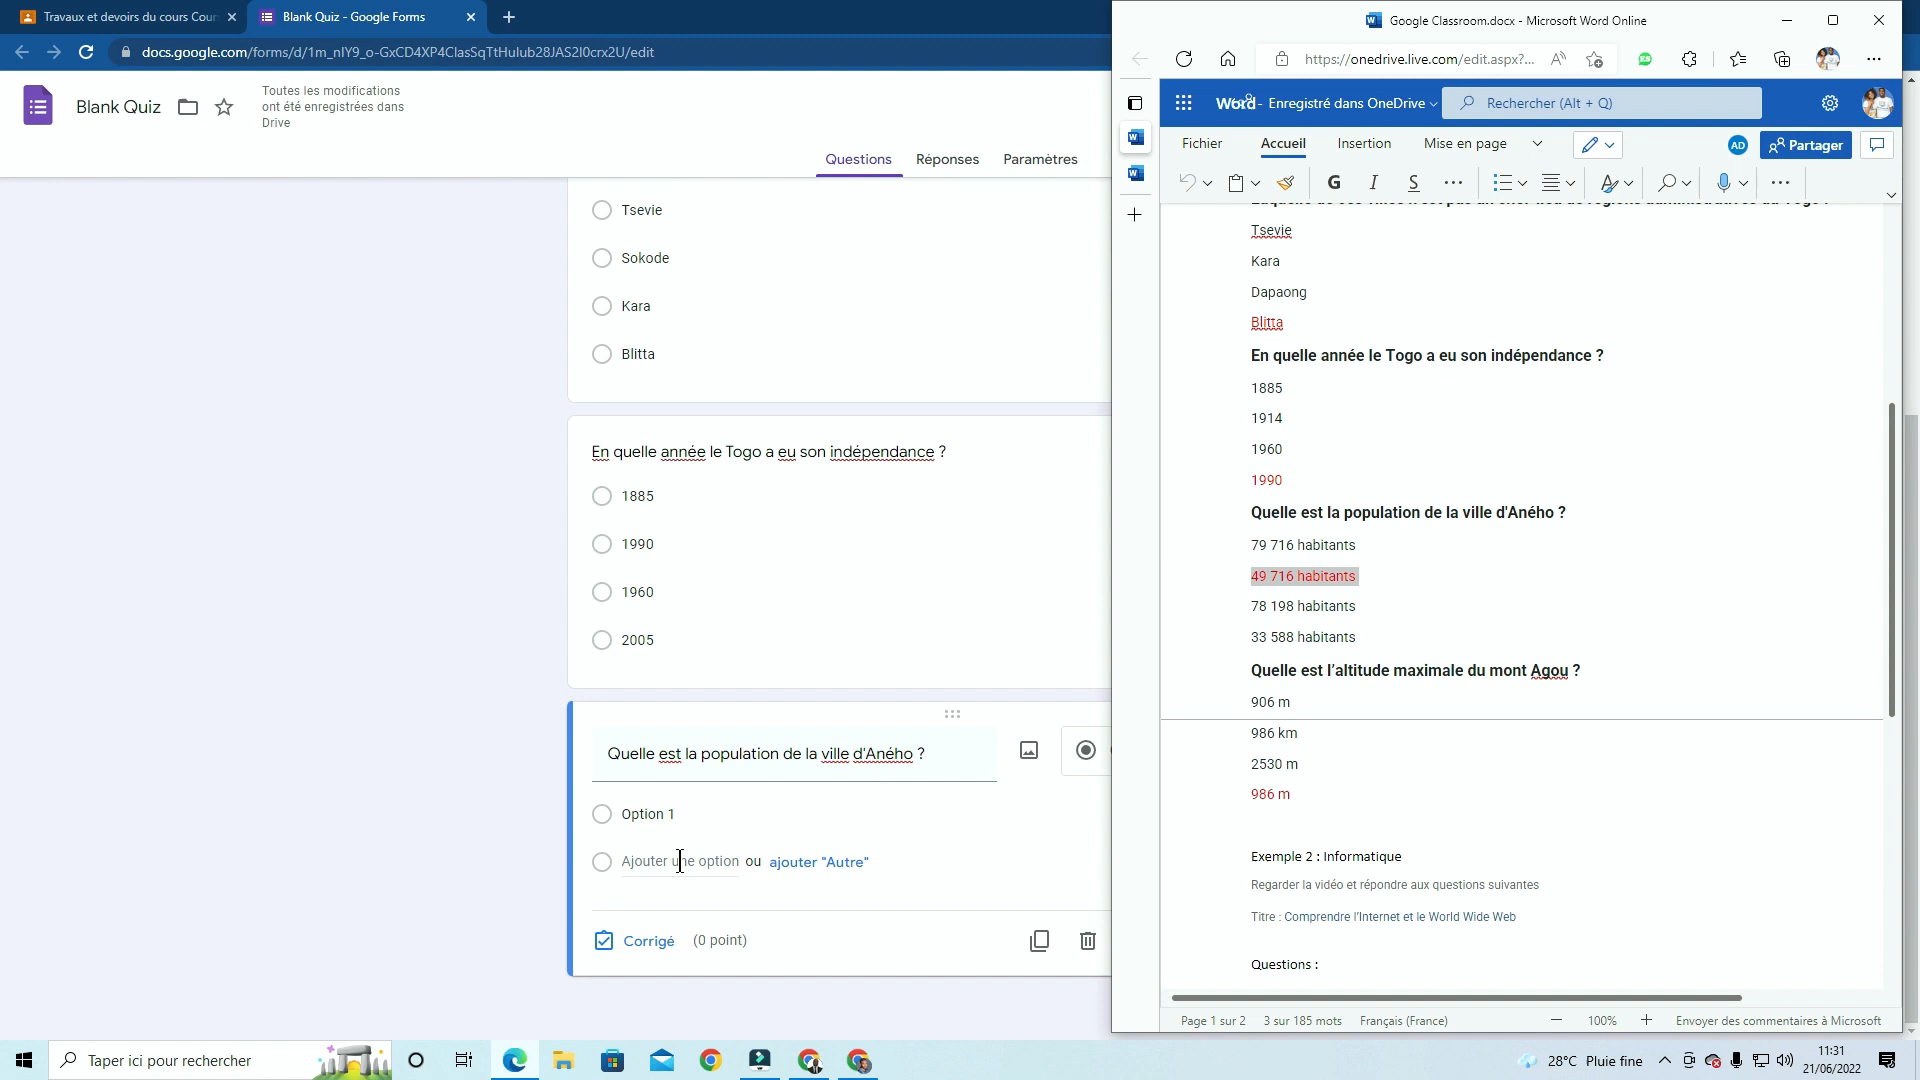 Travaux et devoirs du cours Cour
Blank Quiz - Google Forms
docs.google.com/forms/d/1m_nlY9_o-GxCD4XP4ClasSqTtHulub28JAS2I0crx2U/edit
Blank Quiz
Toutes les modifications
ont été enregistrées dans
Drive
Questions
Réponses
Paramètres
Tsevie
Sokode
Kara
Blitta
En quelle année le Togo a eu son indépendance ?
1885
1990
1960
2005
Quelle est la population de la ville d'Aného ?
Option 1
Ajouter une option ou ajouter "Autre"
Corrigé (0 point)
Google Classroom.docx - Microsoft Word Online
https://onedrive.live.com/edit.aspx?...
Word - Enregistré dans OneDrive
Rechercher (Alt + Q)
Fichier
Accueil
Insertion
Mise en page
AD
Partager
G I S
Tsevie
Kara
Dapaong
Blitta
En quelle année le Togo a eu son indépendance ?
1885
1914
1960
1990
Quelle est la population de la ville d'Aného ?
79 716 habitants
49 716 habitants
78 198 habitants
33 588 habitants
Quelle est l'altitude maximale du mont Agou ?
906 m
986 km
2530 m
986 m
Exemple 2 : Informatique
Regarder la vidéo et répondre aux questions suivantes
Titre : Comprendre l'Internet et le World Wide Web
Questions :
Page 1 sur 2
3 sur 185 mots
Français (France)
100%
Envoyer des commentaires à Microsoft
Taper ici pour rechercher
28°C Pluie fine
11:31
21/06/2022